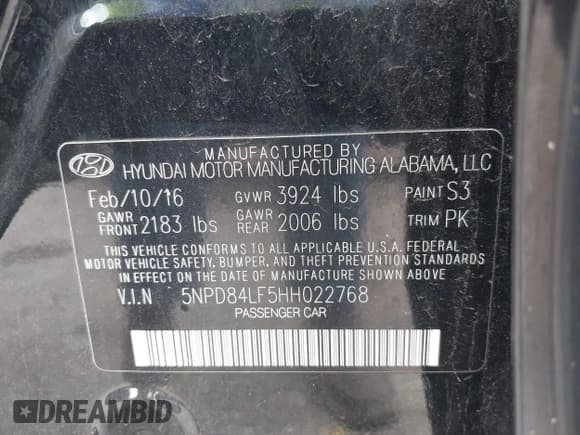 MANUFACTURED BY
HYUNDAI MOTOR MANUFACTURING ALABAMA, LLC
Feb/10/16 GVWR 3924 lbs PAINT S3
GAWR FRONT 2183 lbs GAWR REAR 2006 lbs TRIM PK
THIS VEHICLE CONFORMS TO ALL APPLICABLE U.S.A. FEDERAL
MOTOR VEHICLE SAFETY, BUMPER, AND THEFT PREVENTION STANDARDS
IN EFFECT ON THE DATE OF MANUFACTURE SHOWN ABOVE.
V.I.N 5NPD84LF5HH022768
PASSENGER CAR
DREAMBID